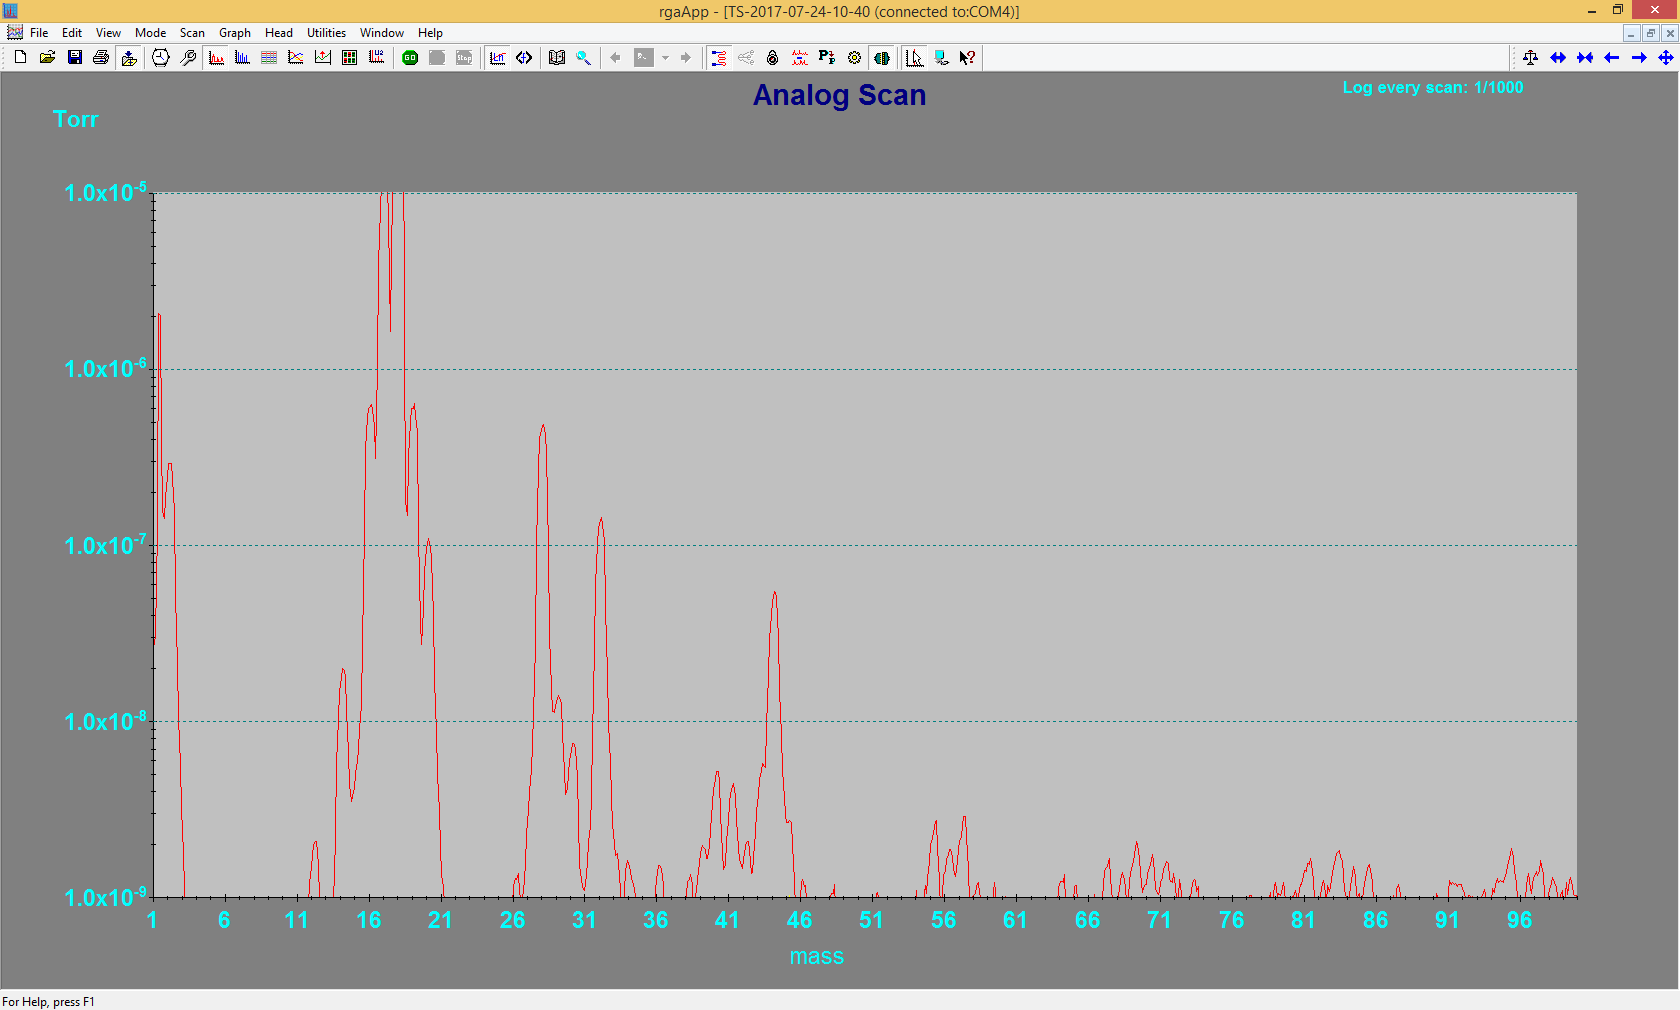 rgaApp - [TS-2017-07-24-10-40 (connected to:COM4)]
File Edit View Mode Scan Graph Head Utilities Window Help
GO Stop
Analog Scan
Log every scan: 1/1000
Torr
1.0x10⁻⁵
1.0x10⁻⁶
1.0x10⁻⁷
1.0x10⁻⁸
1.0x10⁻⁹
1 6 11 16 21 26 31 36 41 46 51 56 61 66 71 76 81 86 91 96
mass
For Help, press F1